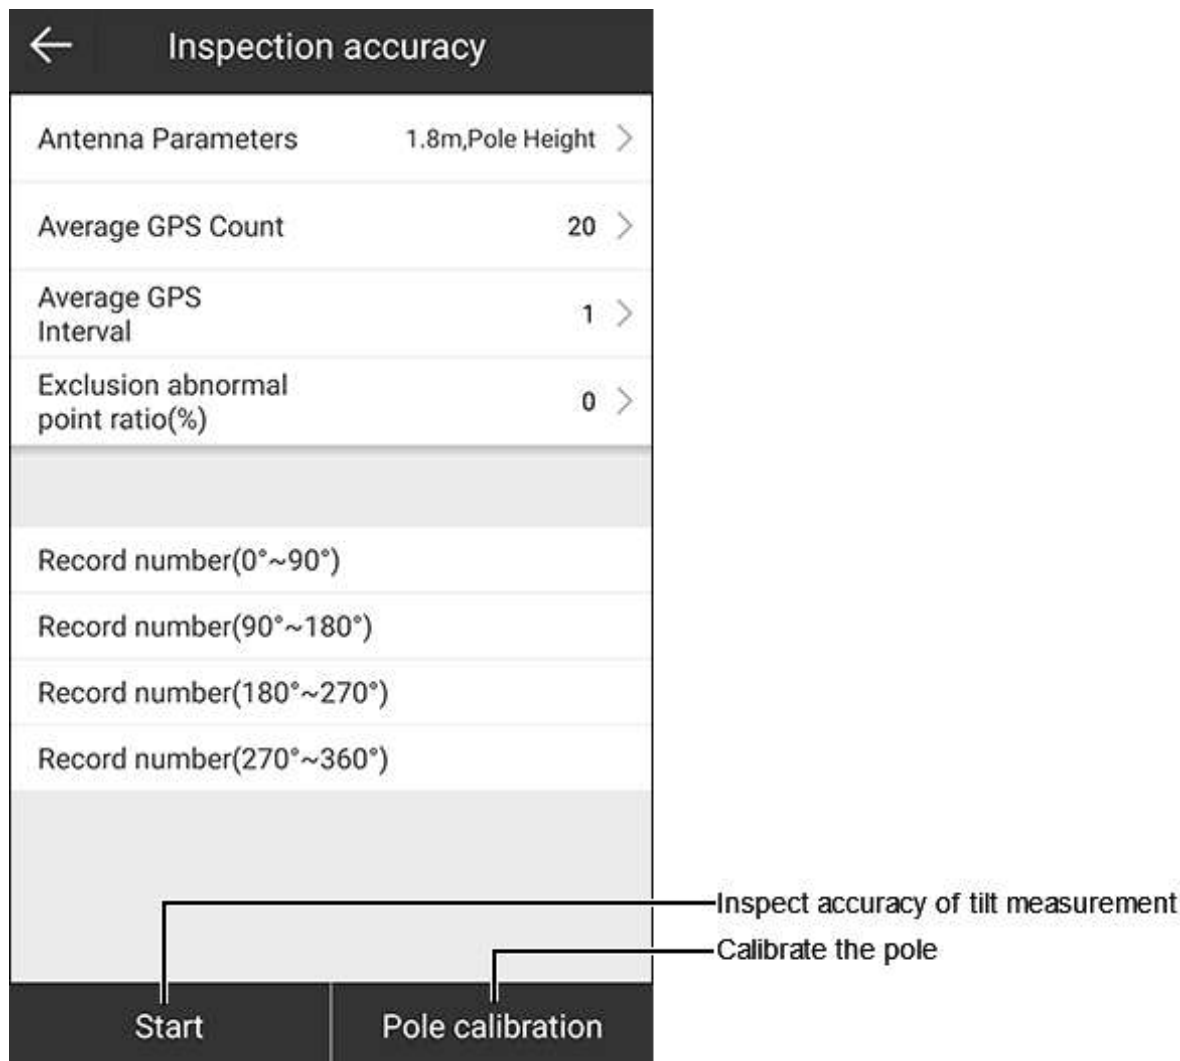 Inspection accuracy
Antenna Parameters 1.8m,Pole Height
Average GPS Count 20
Average GPS
Interval 1
Exclusion abnormal
point ratio(%) 0
Record number(0°~90°)
Record number(90°~180°)
Record number(180°~270°)
Record number(270°~360°)
Inspect accuracy of tilt measurement
Calibrate the pole
Start Pole calibration